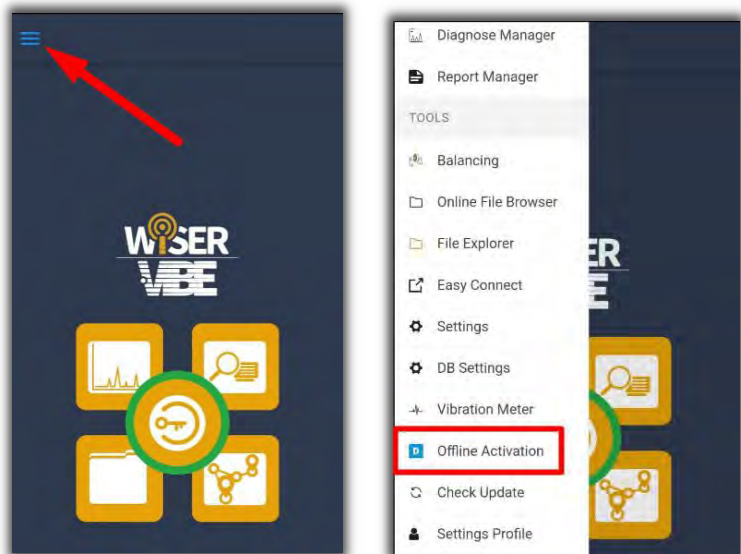 WiSER
VIBE
Diagnose Manager
Report Manager
TOOLS
Balancing
Online File Browser
File Explorer
Easy Connect
Settings
DB Settings
Vibration Meter
D Offline Activation
Check Update
Settings Profile
ER
E